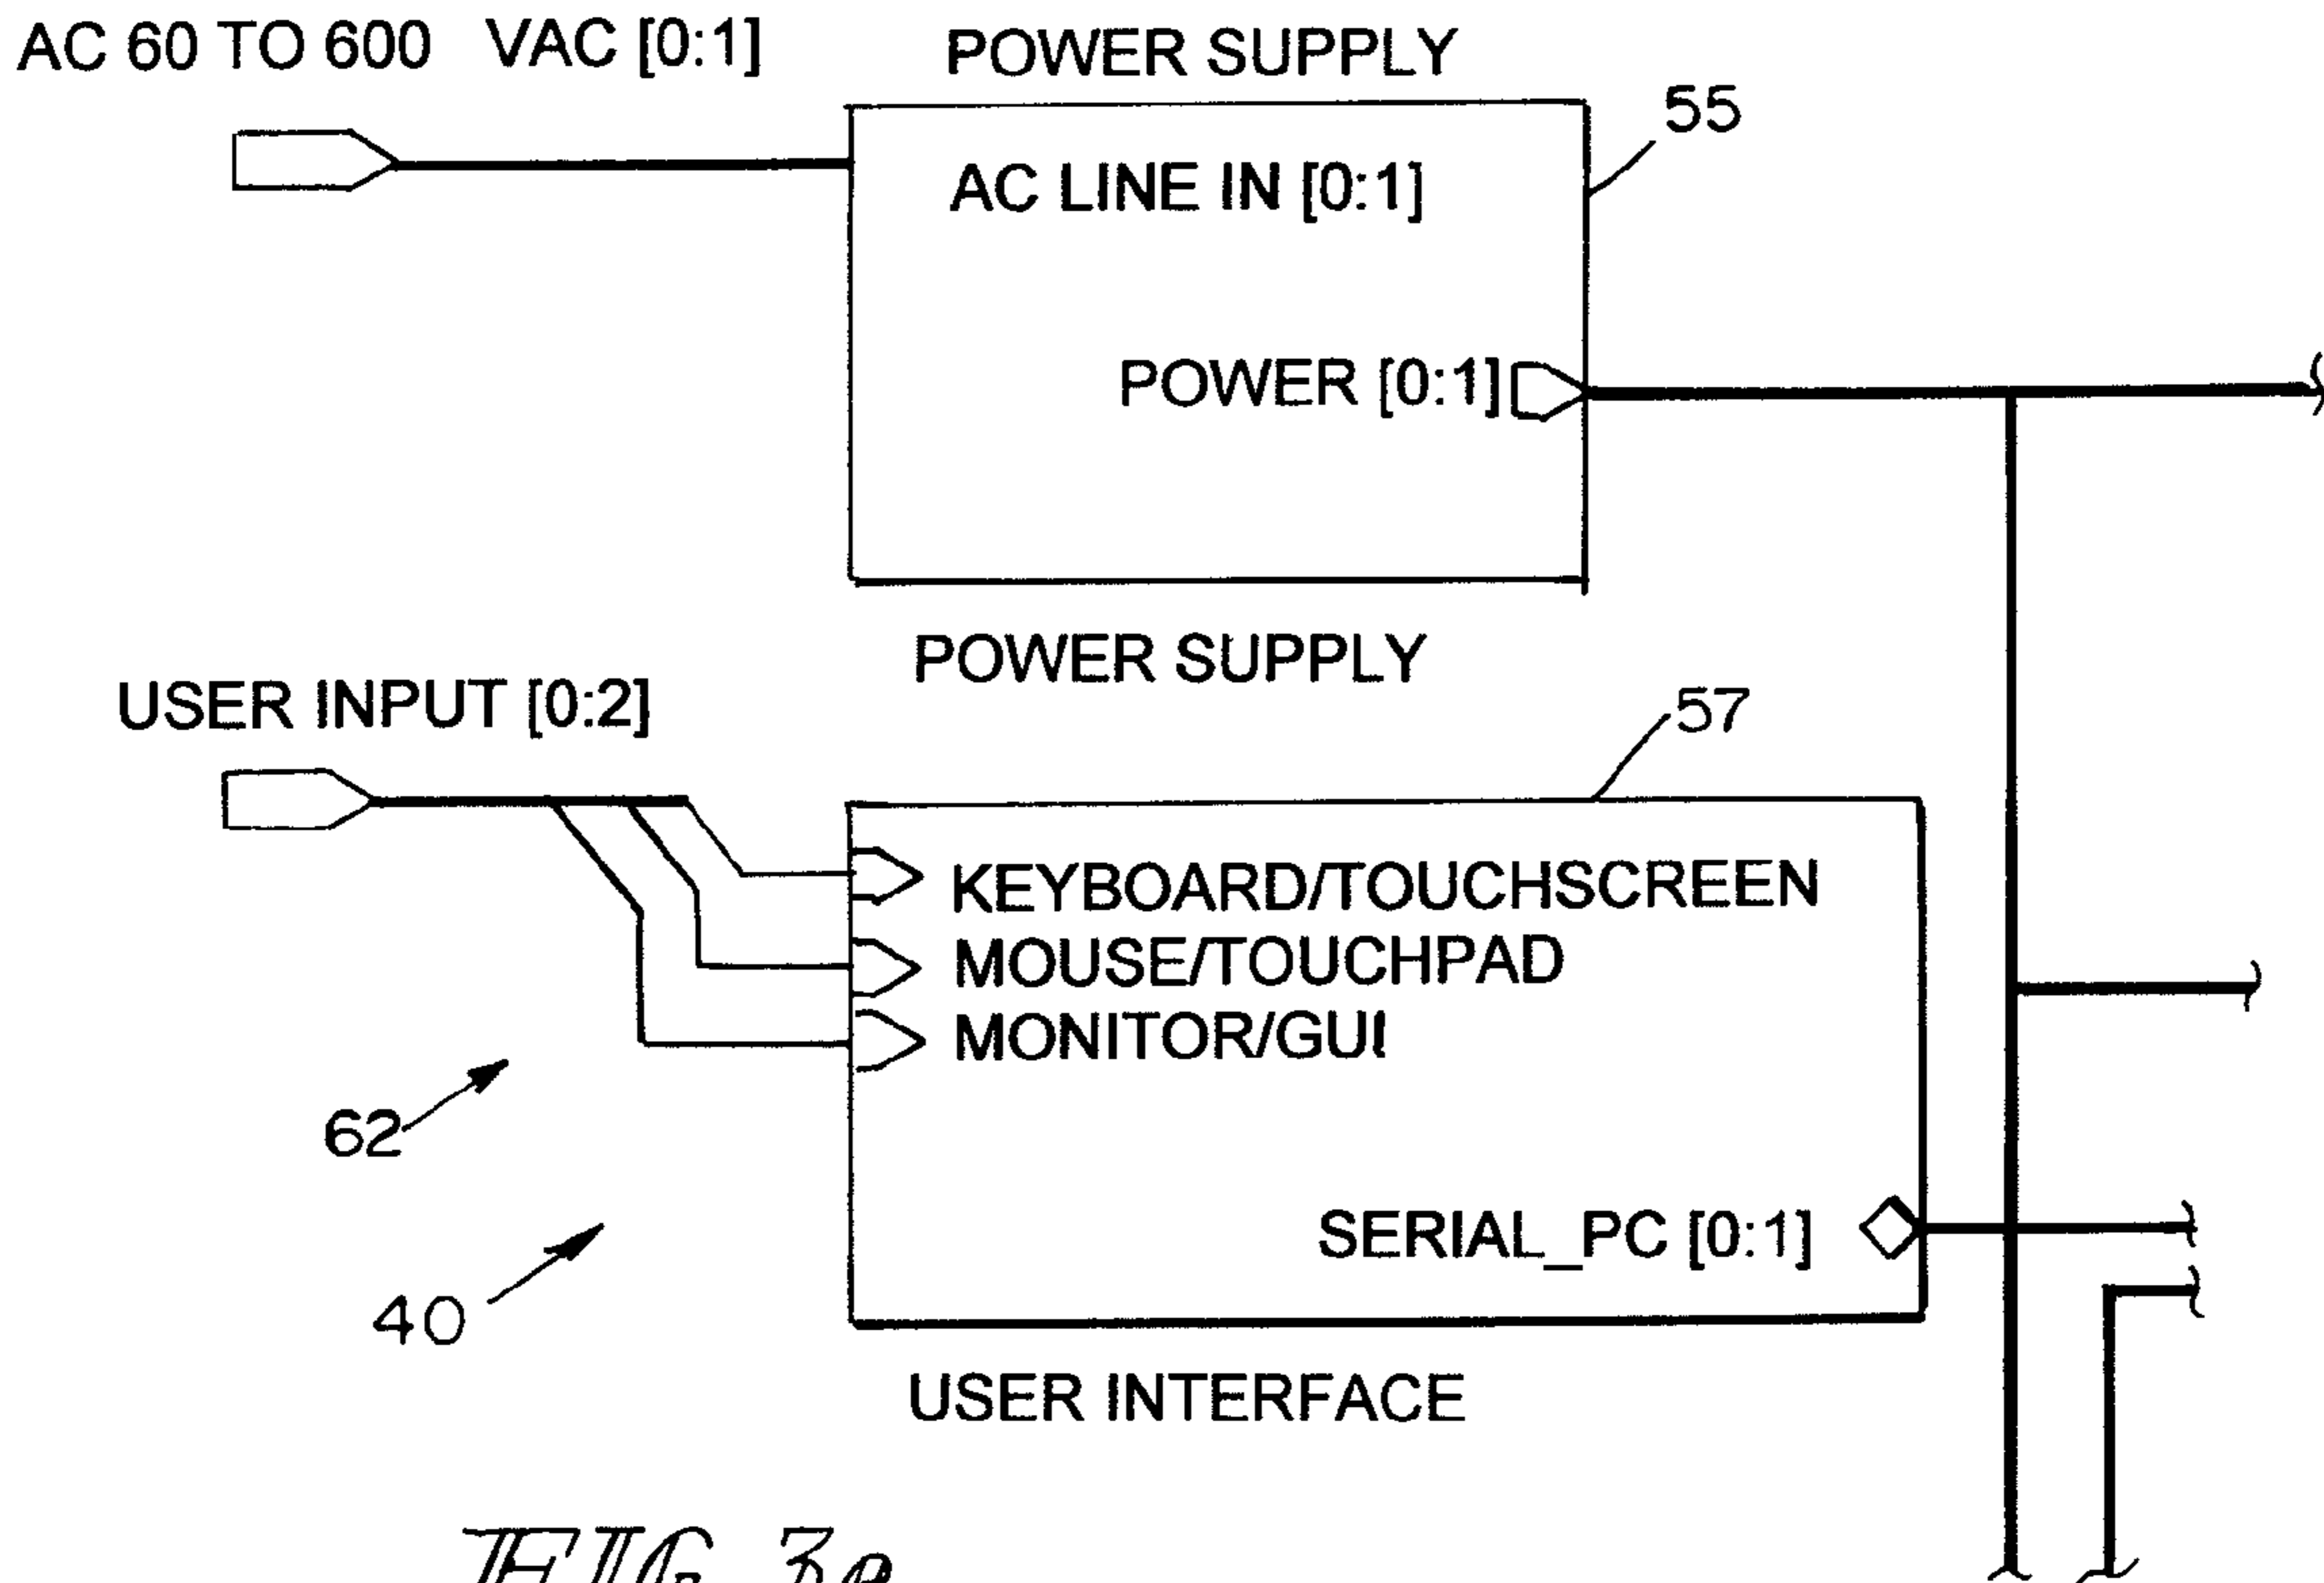 AC 60 TO 600 VAC [0:1]
POWER SUPPLY
55
AC LINE IN [0:1]
POWER [0:1]
POWER SUPPLY
USER INPUT [0:2]
57
KEYBOARD/TOUCHSCREEN
MOUSE/TOUCHPAD
MONITOR/GUI
62
SERIAL_PC [0:1]
40
USER INTERFACE